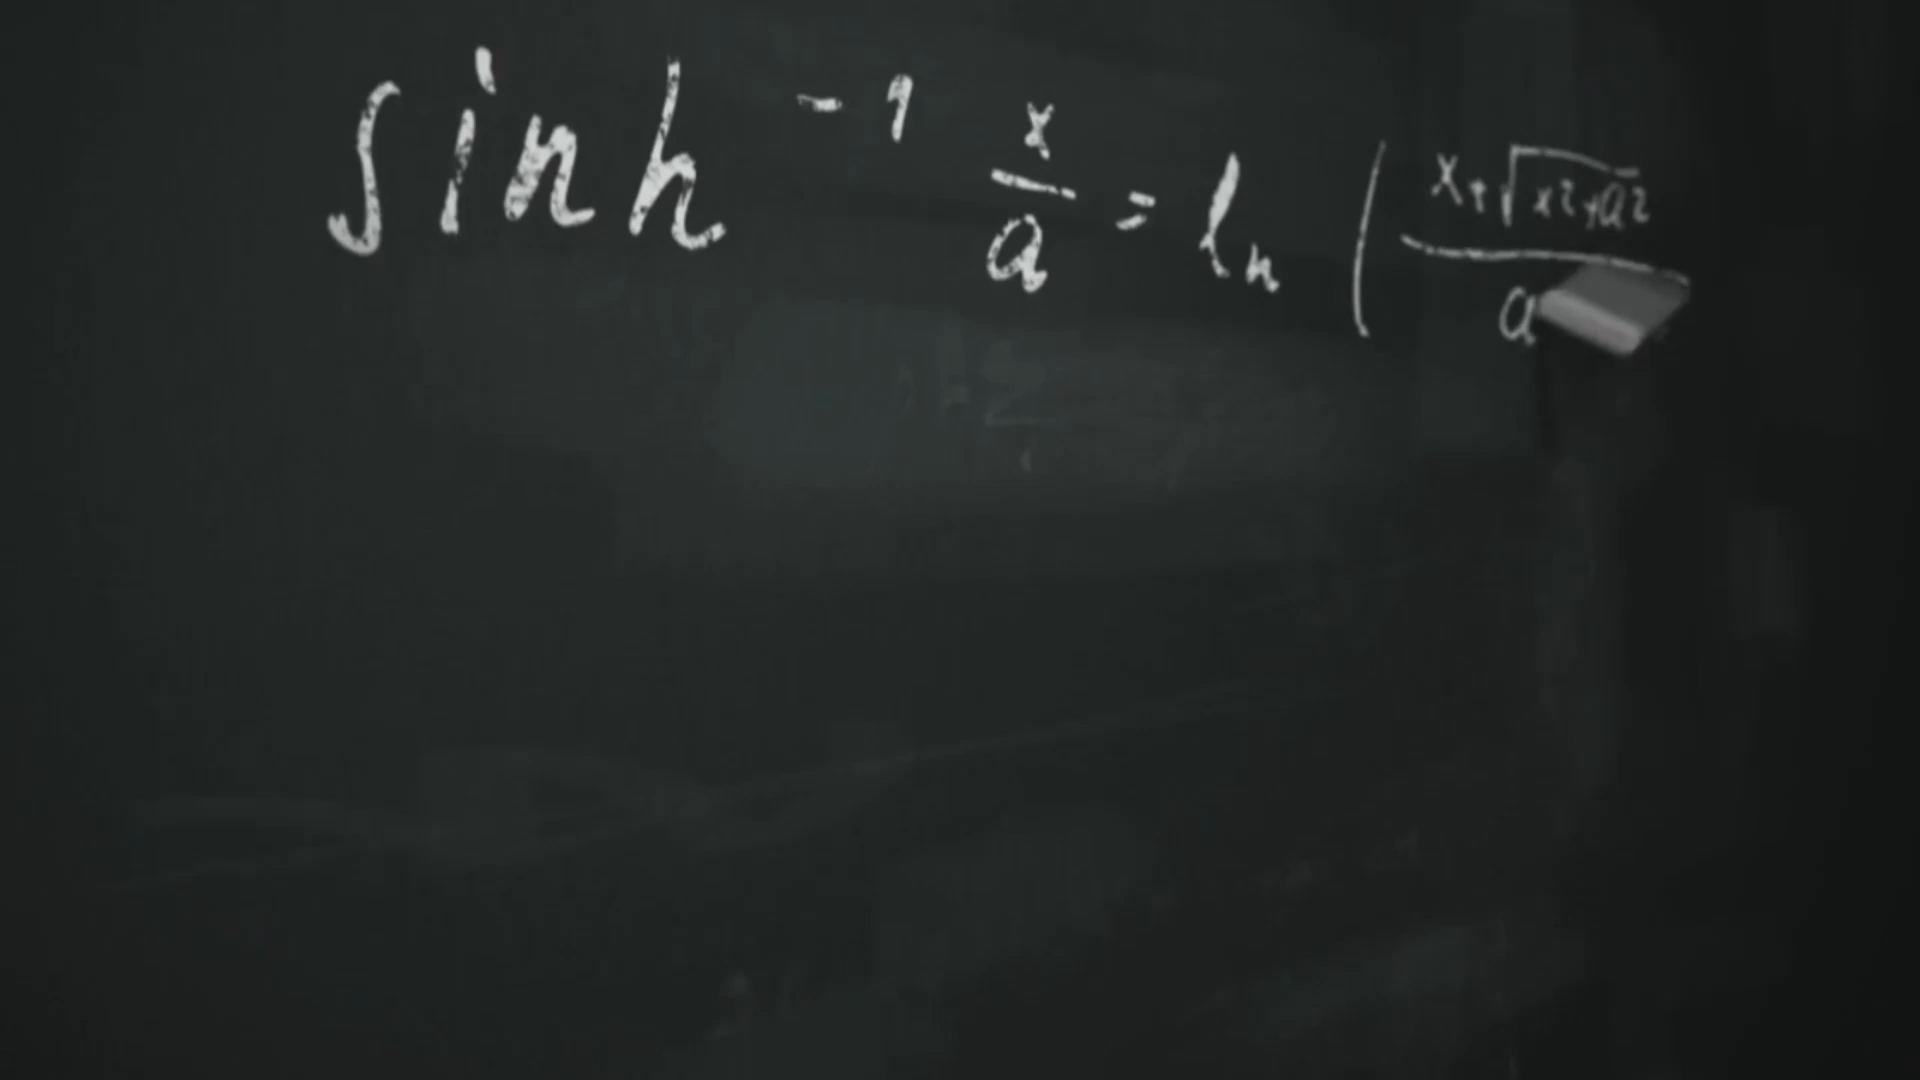 sinh⁻¹ x/a = ln ( x+√x²+a² / a